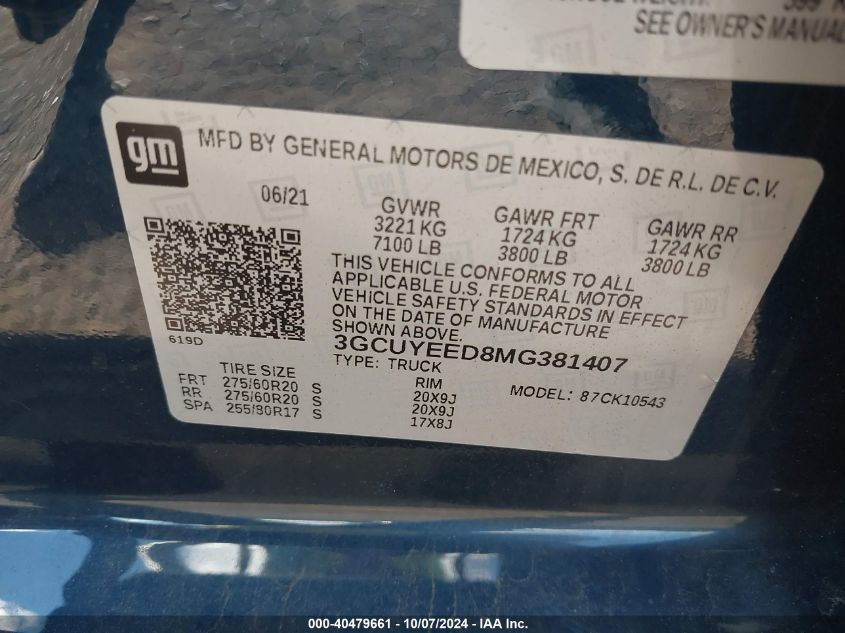 SEE OWNER'S MANUAL
gm
MFD BY GENERAL MOTORS DE MEXICO, S. DE R.L. DE C.V.
06/21
GVWR GAWR FRT GAWR RR
3221 KG 1724 KG 1724 KG
7100 LB 3800 LB 3800 LB
THIS VEHICLE CONFORMS TO ALL
APPLICABLE U.S. FEDERAL MOTOR
VEHICLE SAFETY STANDARDS IN EFFECT
ON THE DATE OF MANUFACTURE
SHOWN ABOVE.
619D
3GCUYEED8MG381407
TYPE: TRUCK
TIRE SIZE RIM MODEL: 87CK10543
FRT 275/60R20 S 20X9J
RR 275/60R20 S 20X9J
SPA 255/80R17 S 17X8J
000-40479661 - 10/07/2024 - IAA Inc.